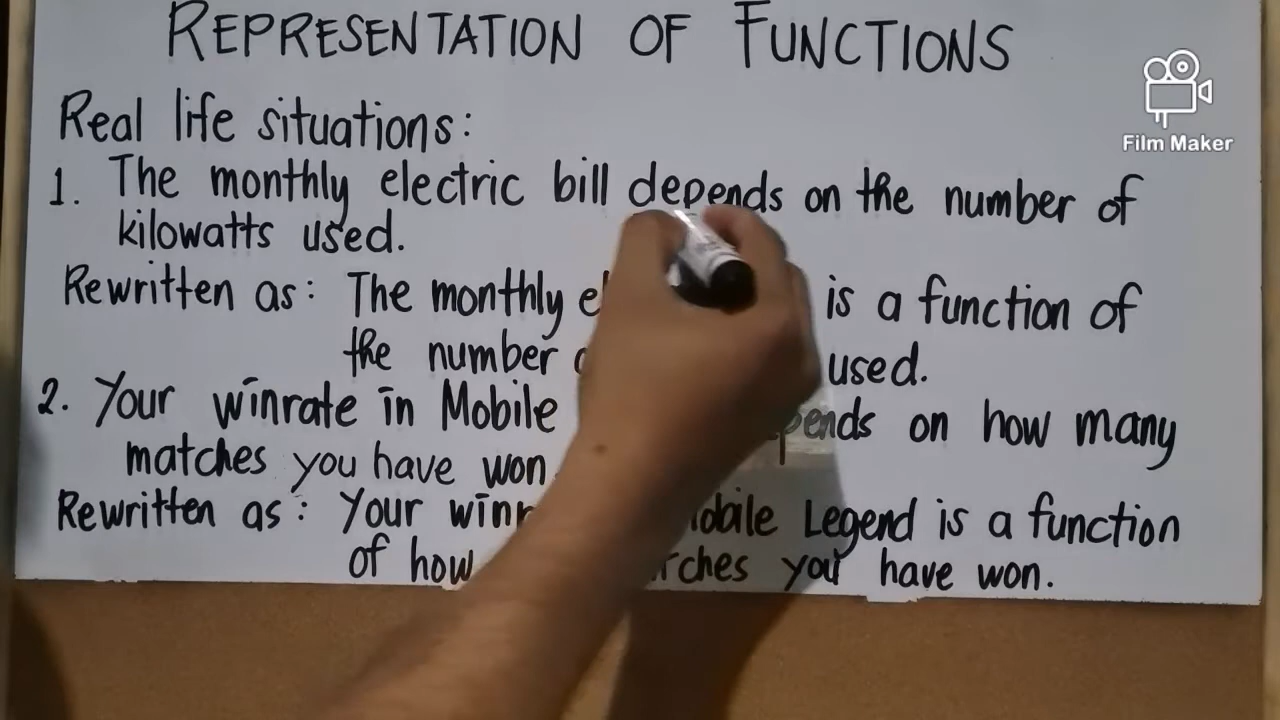 REPRESENTATION OF FUNCTIONS
Film Maker
Real life situations:
1. The monthly electric bill depends on the number of
kilowatts used.
Rewritten as: The monthly is a function of
the number used.
2. Your winrate in Mobile depends on how many
matches you have won
Rewritten as: Your Mobile Legend is a function
of how you have won.